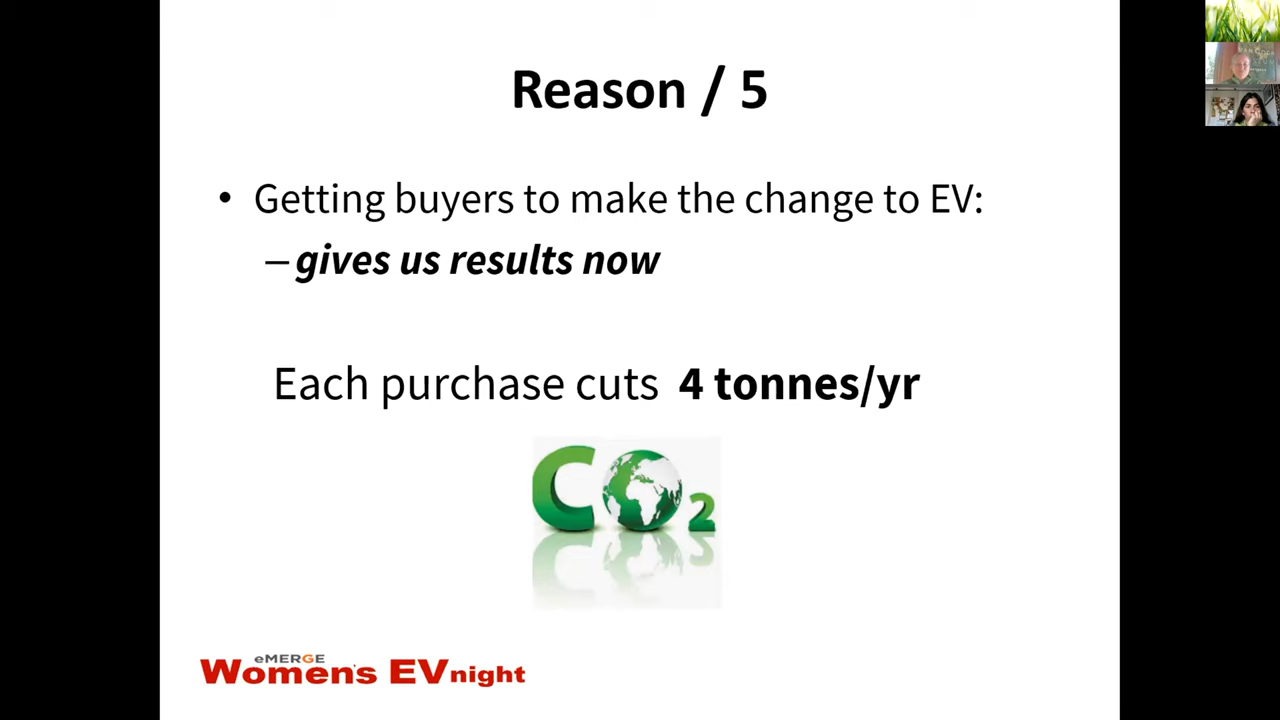 Reason / 5
• Getting buyers to make the change to EV:
– gives us results now
Each purchase cuts 4 tonnes/yr
CO2
eMERGE
Womens EVnight